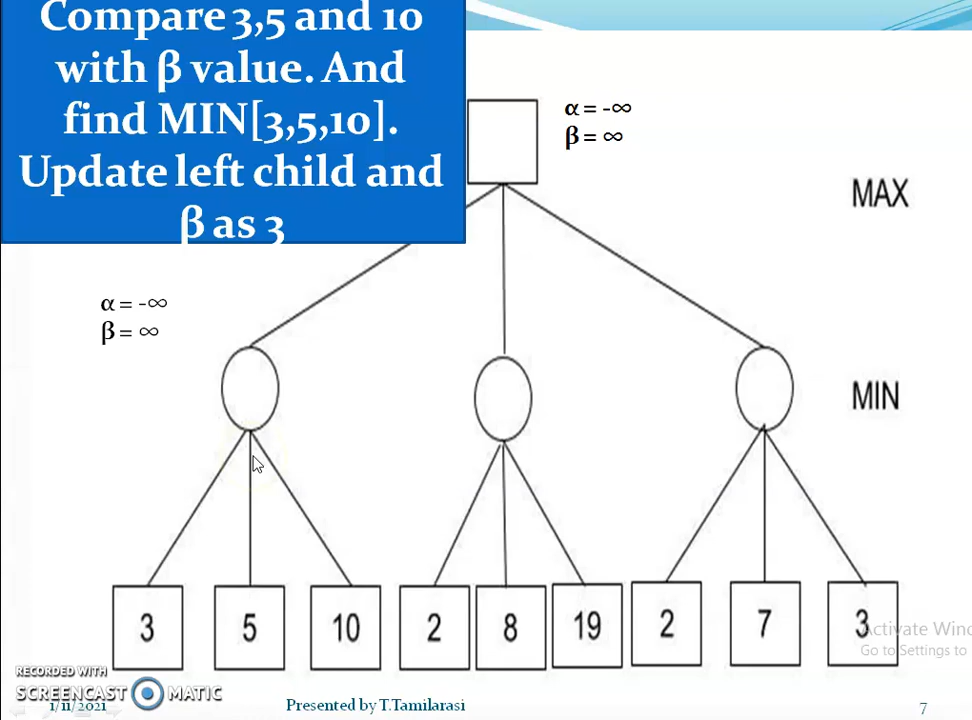 Compare 3,5 and 10
with β value. And
find MIN[3,5,10].
Update left child and
β as 3
α = -∞
β = ∞
MAX
α = -∞
β = ∞
MIN
3 5 10 2 8 19 2 7 3
Activate Wind
Go to Settings to
RECORDED WITH
SCREENCAST MATIC
1/11/2021 Presented by T.Tamilarasi 7